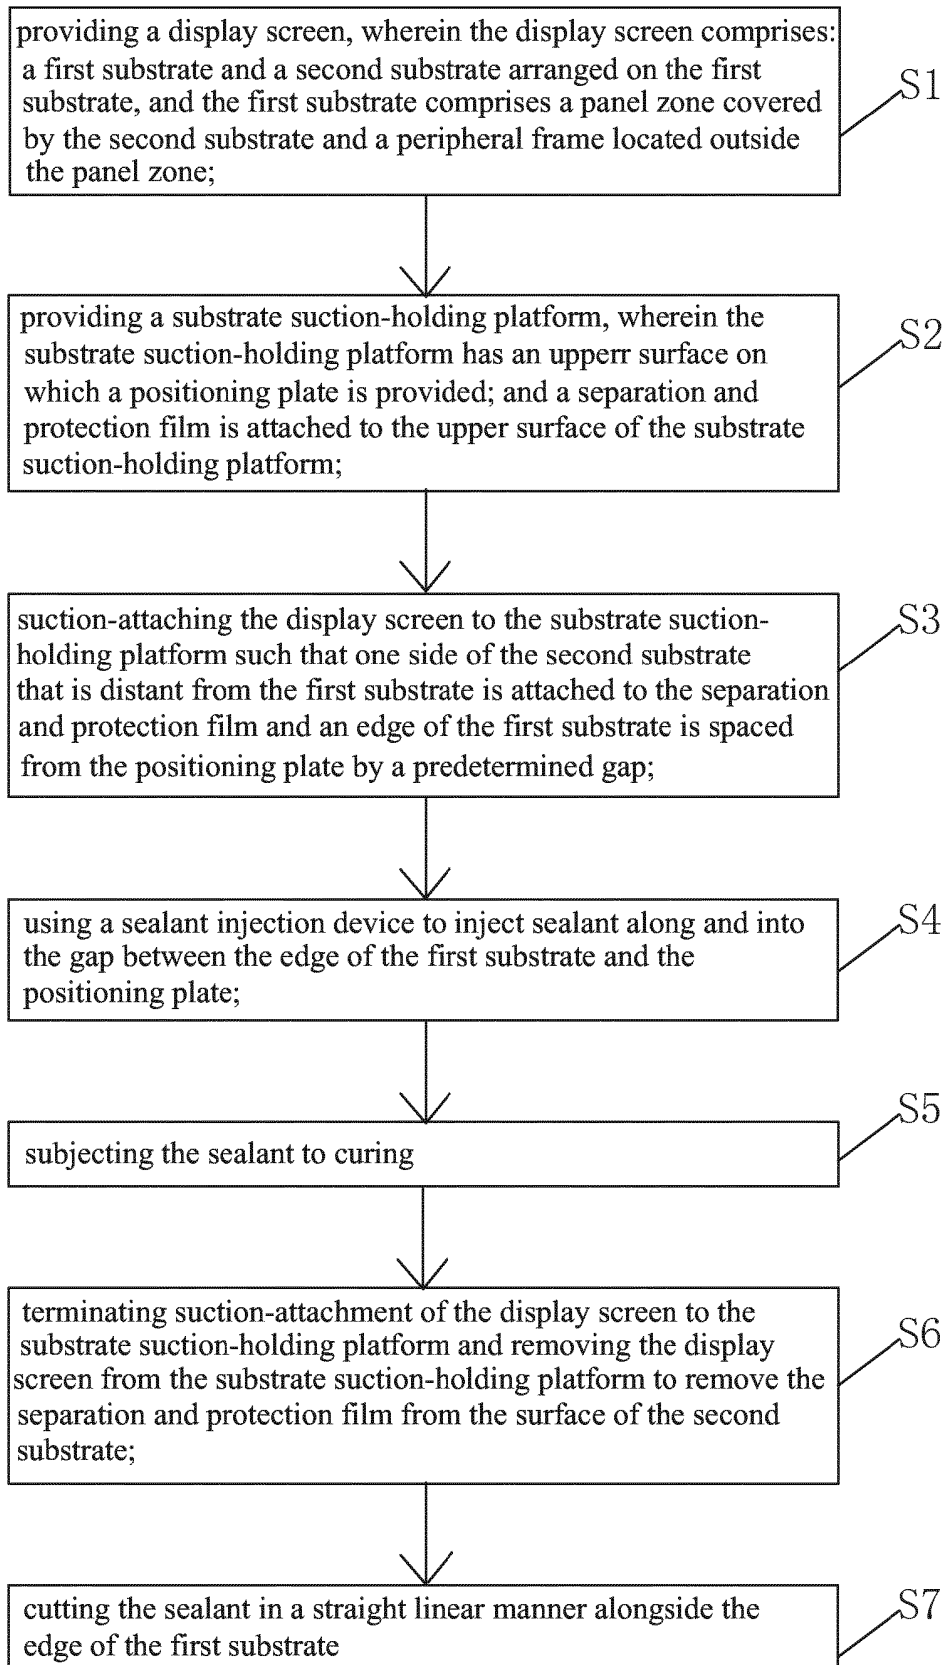 providing a display screen, wherein the display screen comprises:
a first substrate and a second substrate arranged on the first
substrate, and the first substrate comprises a panel zone covered
by the second substrate and a peripheral frame located outside
the panel zone;
S1
providing a substrate suction-holding platform, wherein the
substrate suction-holding platform has an upperr surface on
which a positioning plate is provided; and a separation and
protection film is attached to the upper surface of the substrate
suction-holding platform;
S2
suction-attaching the display screen to the substrate suction-
holding platform such that one side of the second substrate
that is distant from the first substrate is attached to the separation
and protection film and an edge of the first substrate is spaced
from the positioning plate by a predetermined gap;
S3
using a sealant injection device to inject sealant along and into
the gap between the edge of the first substrate and the
positioning plate;
S4
subjecting the sealant to curing
S5
terminating suction-attachment of the display screen to the
substrate suction-holding platform and removing the display
screen from the substrate suction-holding platform to remove the
separation and protection film from the surface of the second
substrate;
S6
cutting the sealant in a straight linear manner alongside the
edge of the first substrate
S7